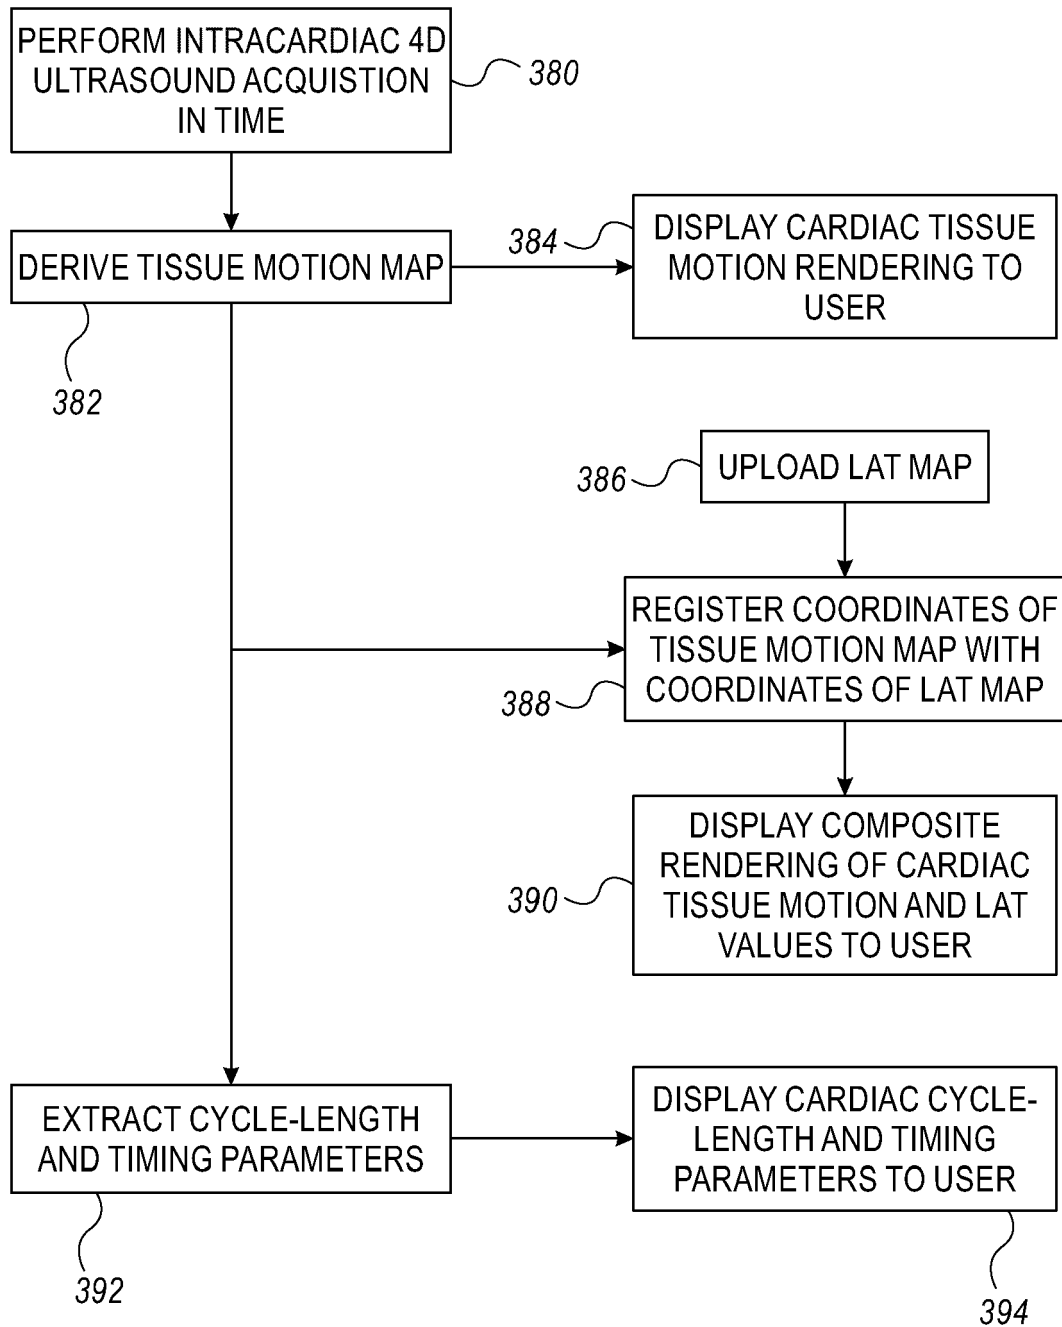 PERFORM INTRACARDIAC 4D
ULTRASOUND ACQUISTION
IN TIME
380
DERIVE TISSUE MOTION MAP
382
384
DISPLAY CARDIAC TISSUE
MOTION RENDERING TO
USER
386
UPLOAD LAT MAP
REGISTER COORDINATES OF
TISSUE MOTION MAP WITH
COORDINATES OF LAT MAP
388
DISPLAY COMPOSITE
RENDERING OF CARDIAC
TISSUE MOTION AND LAT
VALUES TO USER
390
EXTRACT CYCLE-LENGTH
AND TIMING PARAMETERS
392
DISPLAY CARDIAC CYCLE-
LENGTH AND TIMING
PARAMETERS TO USER
394